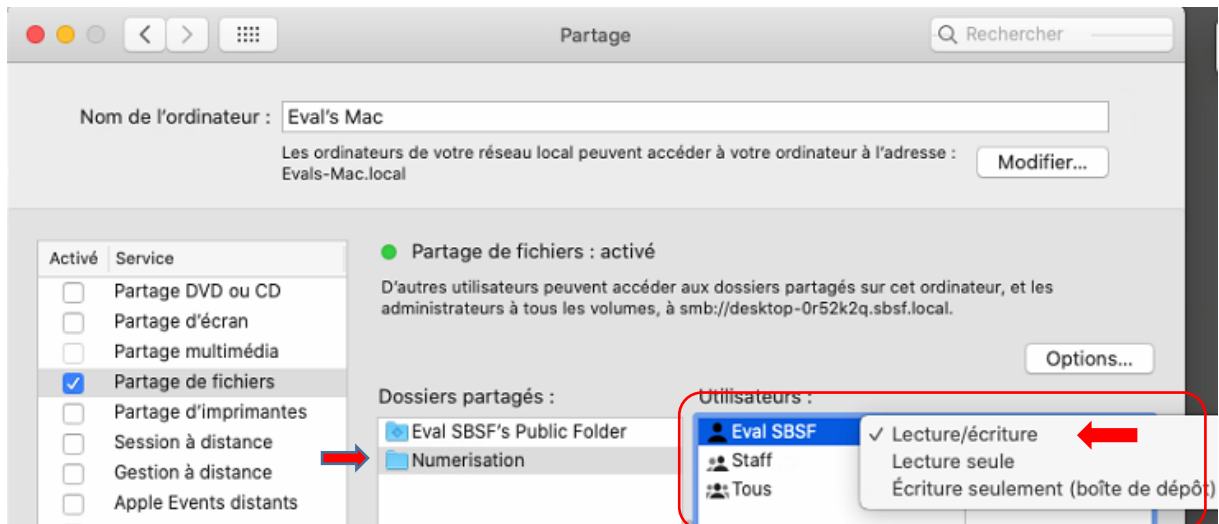 Partage
Rechercher
Nom de l'ordinateur : Eval's Mac
Les ordinateurs de votre réseau local peuvent accéder à votre ordinateur à l'adresse :
Evals-Mac.local
Modifier...
Activé Service
Partage DVD ou CD
Partage d'écran
Partage multimédia
Partage de fichiers
Partage d'imprimantes
Session à distance
Gestion à distance
Apple Events distants
Partage de fichiers : activé
D'autres utilisateurs peuvent accéder aux dossiers partagés sur cet ordinateur, et les
administrateurs à tous les volumes, à smb://desktop-0r52k2q.sbsf.local.
Options...
Dossiers partagés :
Eval SBSF's Public Folder
Numerisation
Utilisateurs :
Eval SBSF
Staff
Tous
✓ Lecture/écriture
Lecture seule
Écriture seulement (boîte de dépôt)